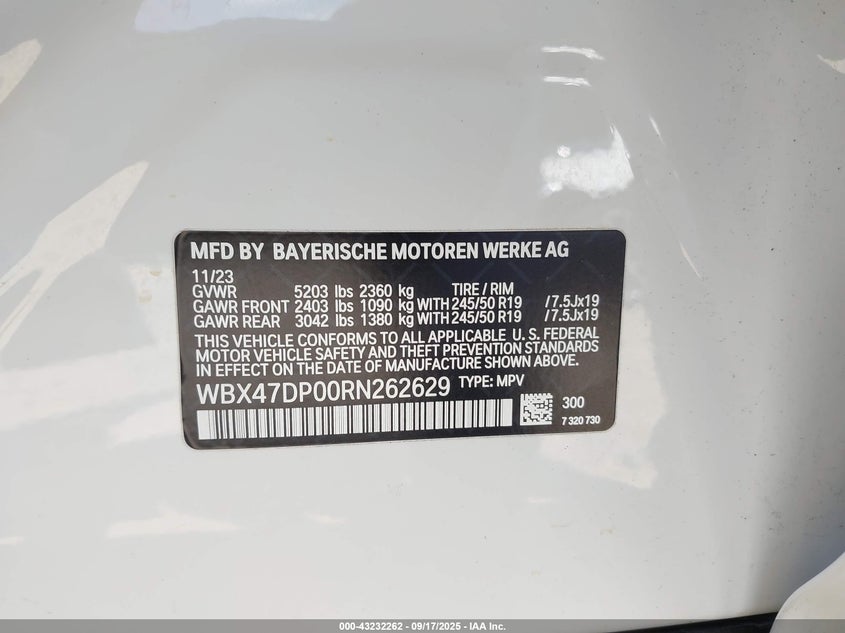 MFD BY BAYERISCHE MOTOREN WERKE AG
11/23
GVWR 5203 lbs 2360 kg TIRE / RIM
GAWR FRONT 2403 lbs 1090 kg WITH 245/50 R19 /7.5Jx19
GAWR REAR 3042 lbs 1380 kg WITH 245/50 R19 /7.5Jx19
THIS VEHICLE CONFORMS TO ALL APPLICABLE U.S. FEDERAL
MOTOR VEHICLE SAFETY AND THEFT PREVENTION STANDARDS
IN EFFECT ON THE DATE OF MANUFACTURE SHOWN ABOVE.
WBX47DP00RN262629 TYPE: MPV
300
7 320 730
000-43232262 - 09/17/2025 - IAA Inc.